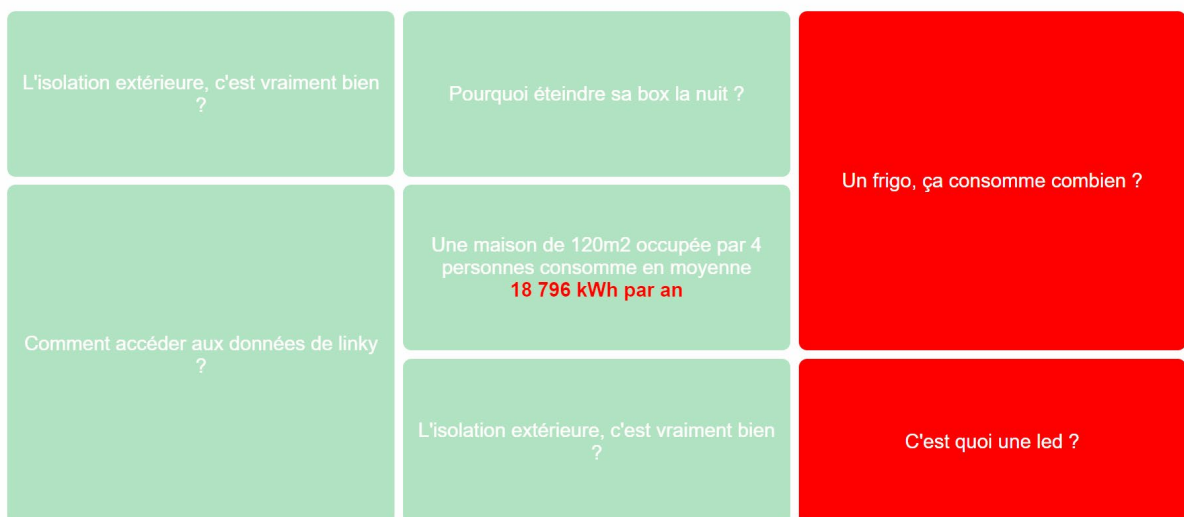 L'isolation extérieure, c'est vraiment bien
?
Pourquoi éteindre sa box la nuit ?
Un frigo, ça consomme combien ?
Comment accéder aux données de linky
?
Une maison de 120m2 occupée par 4
personnes consomme en moyenne
18 796 kWh par an
L'isolation extérieure, c'est vraiment bien
?
C'est quoi une led ?